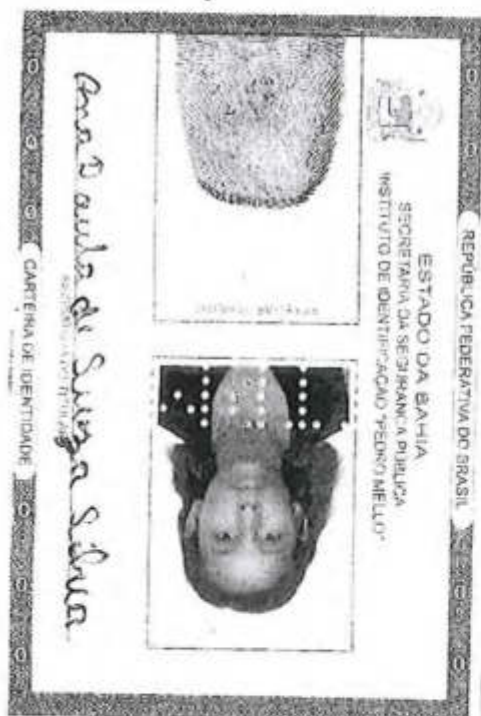 REPÚBLICA FEDERATIVA DO BRASIL
ESTADO DA BAHIA
SECRETARIA DA SEGURANÇA PÚBLICA
INSTITUTO DE IDENTIFICAÇÃO "PEDRO MELLO"
Ana Paula de Souza Silva
CARTEIRA DE IDENTIDADE